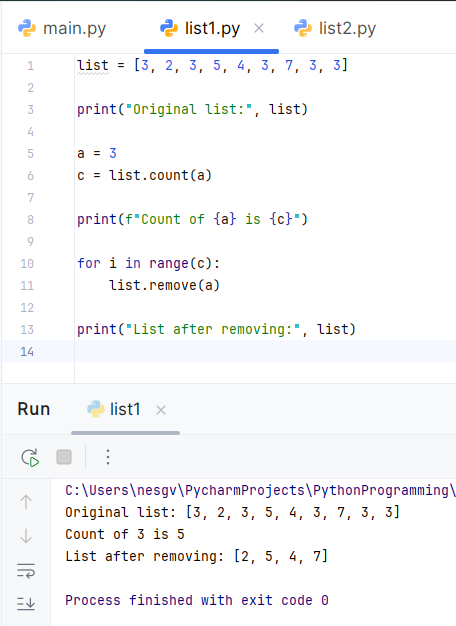 main.py list1.py list2.py
1 list = [3, 2, 3, 5, 4, 3, 7, 3, 3]
2
3 print("Original list:", list)
4
5 a = 3
6 c = list.count(a)
7
8 print(f"Count of {a} is {c}")
9
10 for i in range(c):
11     list.remove(a)
12
13 print("List after removing:", list)
14
Run list1
C:\Users\nesgv\PycharmProjects\PythonProgramming\
Original list: [3, 2, 3, 5, 4, 3, 7, 3, 3]
Count of 3 is 5
List after removing: [2, 5, 4, 7]
Process finished with exit code 0